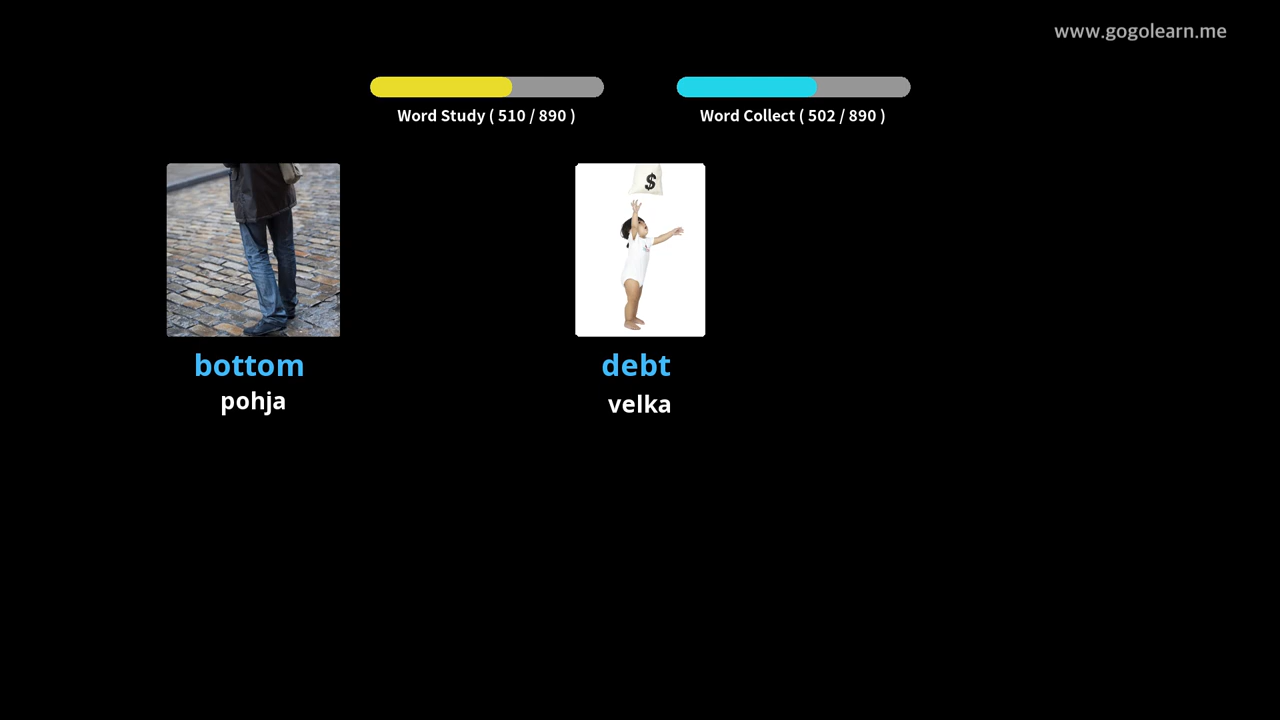 www.gogolearn.me
Word Study ( 510 / 890 )
Word Collect ( 502 / 890 )
$
bottom
pohja
debt
velka